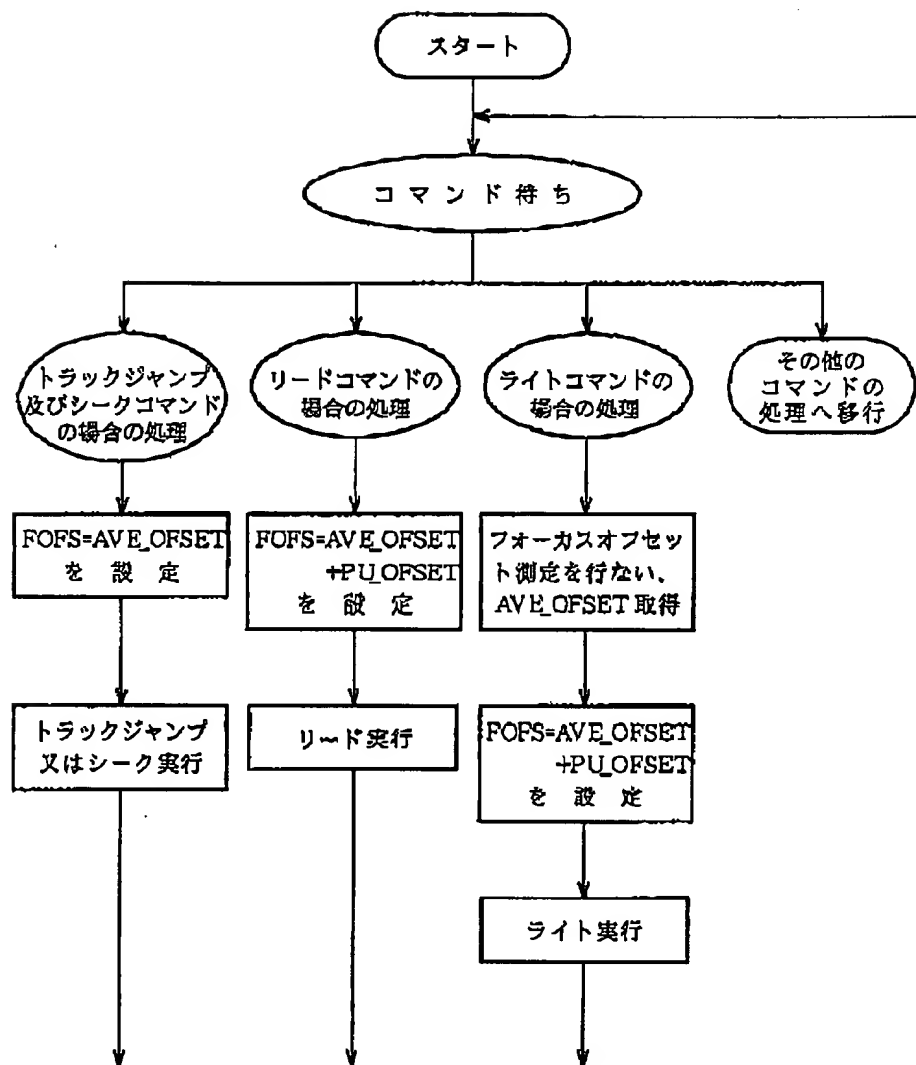 スタート
コマンド待ち
トラックジャンプ
及びシークコマンド
の場合の処理
リードコマンドの
場合の処理
ライトコマンドの
場合の処理
その他の
コマンドの
処理へ移行
FOFS=AVE_OFSET
を設定
FOFS=AVE_OFSET
+PU_OFSET
を設定
フォーカスオフセッ
ト測定を行ない、
AVE_OFSET取得
トラックジャンプ
又はシーク実行
リード実行
FOFS=AVE_OFSET
+PU_OFSET
を設定
ライト実行